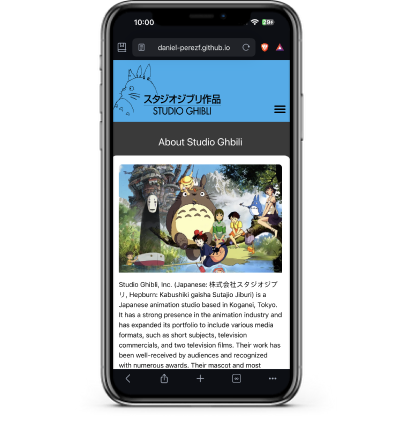 10:00
29%
daniel-perezf.github.io
スタジオジブリ作品
STUDIO GHIBLI
About Studio Ghbili
Studio Ghibli, Inc. (Japanese: 株式会社スタジオジブ
リ, Hepburn: Kabushiki gaisha Sutajio Jiburi) is a
Japanese animation studio based in Koganei, Tokyo.
It has a strong presence in the animation industry and
has expanded its portfolio to include various media
formats, such as short subjects, television
commercials, and two television films. Their work has
been well-received by audiences and recognized
with numerous awards. Their mascot and most